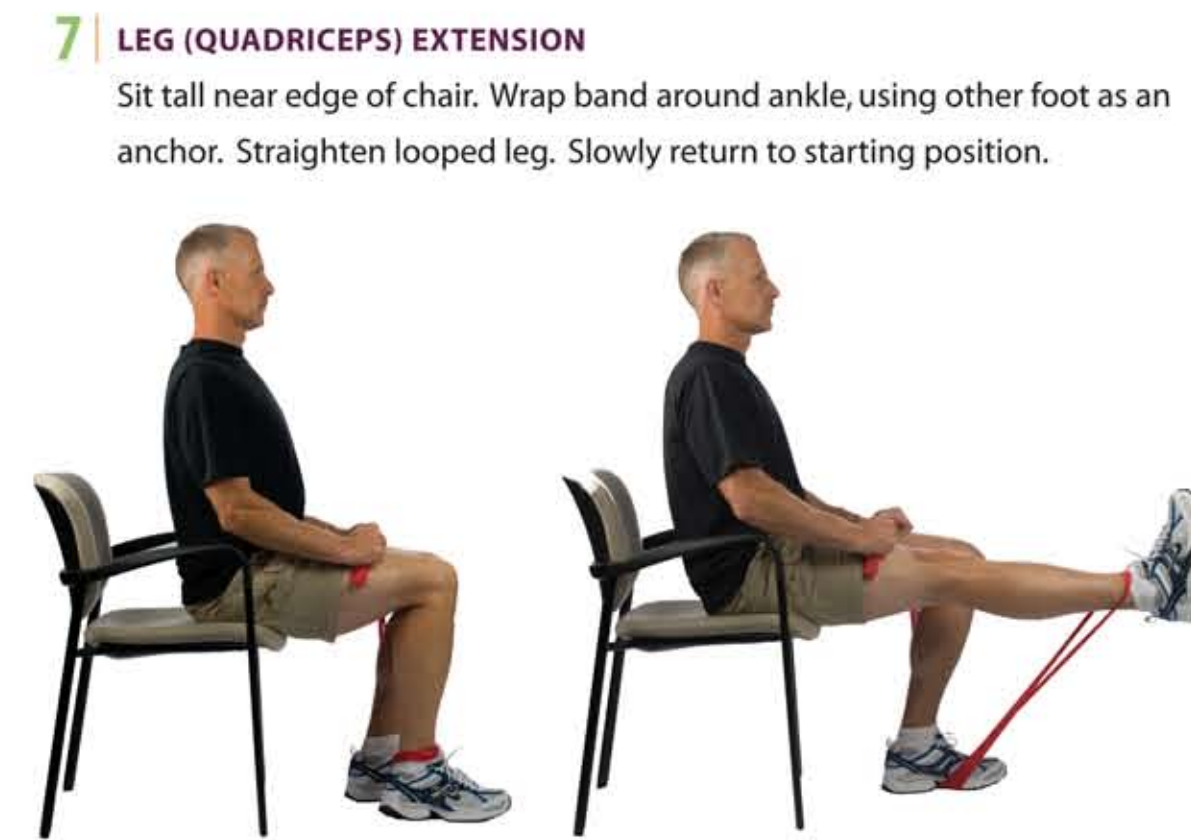 7 LEG (QUADRICEPS) EXTENSION
Sit tall near edge of chair. Wrap band around ankle, using other foot as an
anchor. Straighten looped leg. Slowly return to starting position.